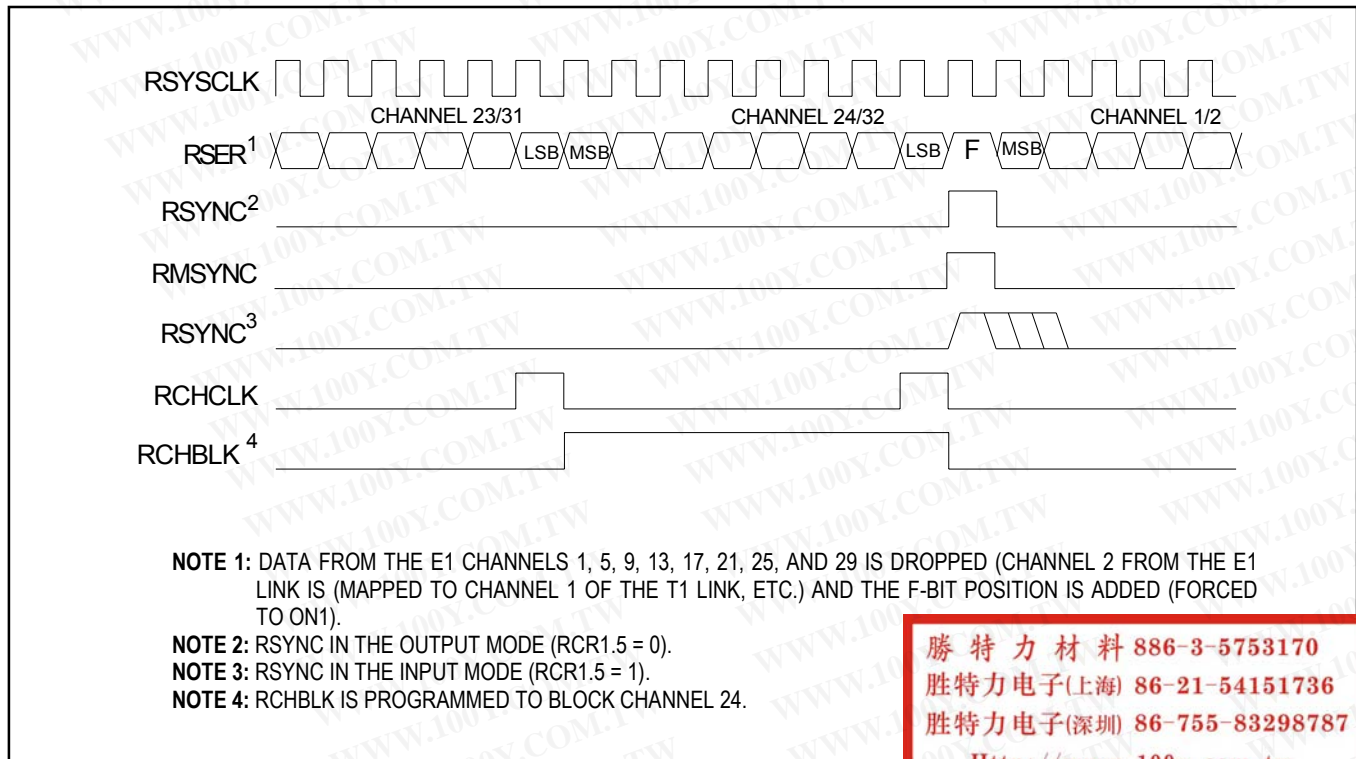 RSYSCLK
CHANNEL 23/31 CHANNEL 24/32 CHANNEL 1/2
RSER1 LSB MSB LSB F MSB
RSYNC2
RMSYNC
RSYNC3
RCHCLK
RCHBLK 4
NOTE 1: DATA FROM THE E1 CHANNELS 1, 5, 9, 13, 17, 21, 25, AND 29 IS DROPPED (CHANNEL 2 FROM THE E1
LINK IS (MAPPED TO CHANNEL 1 OF THE T1 LINK, ETC.) AND THE F-BIT POSITION IS ADDED (FORCED
TO ON1).
NOTE 2: RSYNC IN THE OUTPUT MODE (RCR1.5 = 0).
NOTE 3: RSYNC IN THE INPUT MODE (RCR1.5 = 1).
NOTE 4: RCHBLK IS PROGRAMMED TO BLOCK CHANNEL 24.
勝 特 力 材 料 886-3-5753170
胜特力电子(上海) 86-21-54151736
胜特力电子(深圳) 86-755-83298787
WWW.100Y.COM.TW